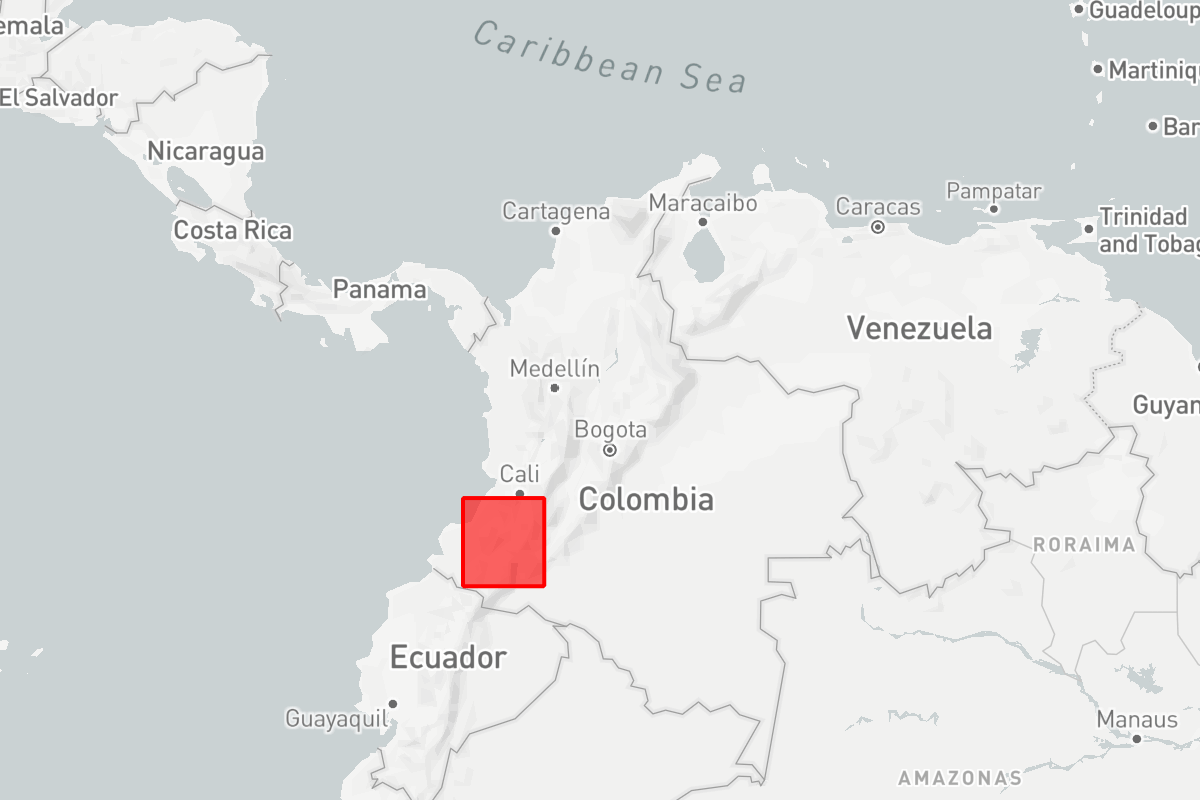 Guadeloup
emala
Caribbean Sea
Martiniqu
El Salvador
Bar
Nicaragua
Pampatar
Cartagena
Maracaibo
Caracas
Trinidad
and Tobag
Costa Rica
Panama
Venezuela
Medellín
Guyan
Bogota
Cali
Colombia
RORAIMA
Ecuador
Guayaquil
Manaus
AMAZONAS